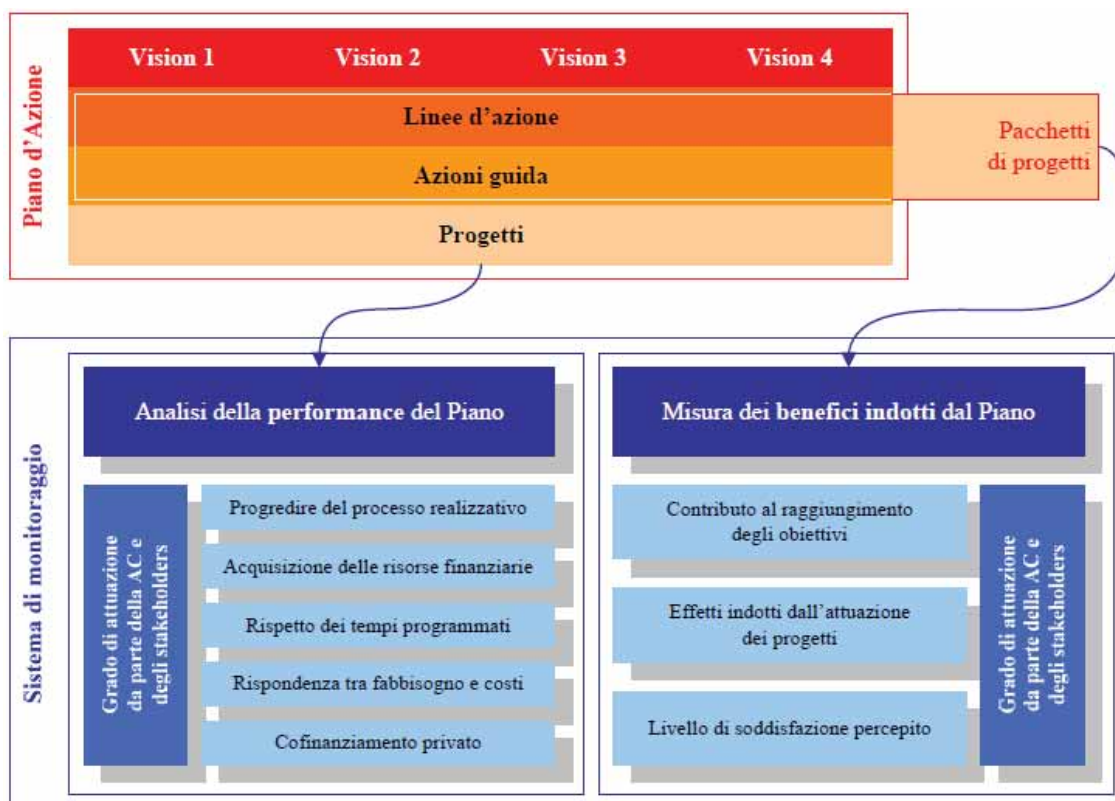 Piano d'Azione
Vision 1 Vision 2 Vision 3 Vision 4
Linee d'azione
Azioni guida
Progetti
Pacchetti
di progetti
Sistema di monitoraggio
Analisi della performance del Piano
Grado di attuazione
da parte della AC e
degli stakeholders
Progredire del processo realizzativo
Acquisizione delle risorse finanziarie
Rispetto dei tempi programmati
Rispondenza tra fabbisogno e costi
Cofinanziamento privato
Misura dei benefici indotti dal Piano
Contributo al raggiungimento
degli obiettivi
Effetti indotti dall'attuazione
dei progetti
Livello di soddisfazione percepito
Grado di attuazione
da parte della AC e
degli stakeholders